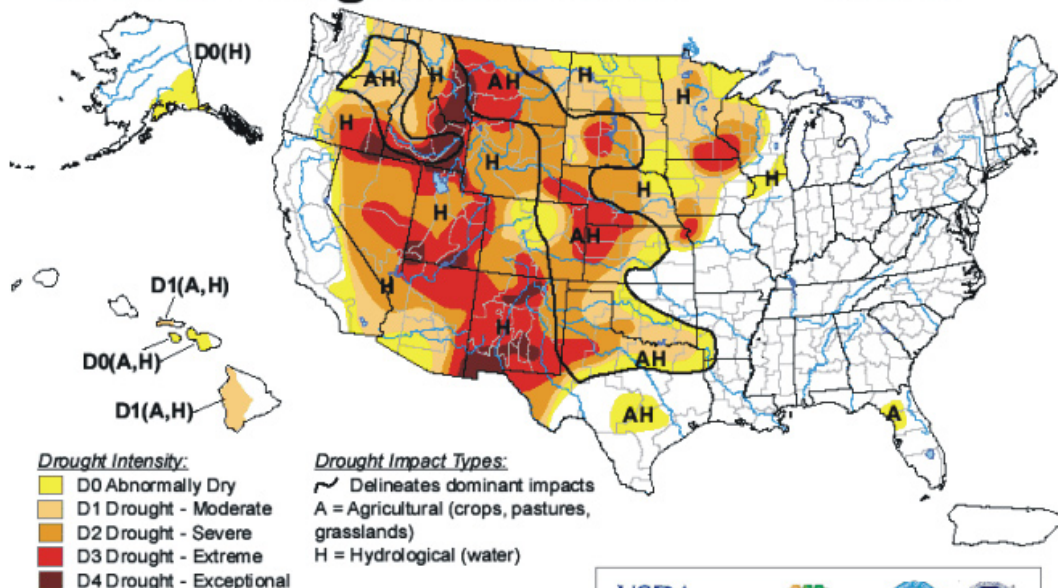 D0(H)
AH
H
AH
H
H
H
H
H
H
H
AH
H
D1(A,H)
H
D0(A,H)
AH
D1(A,H)
AH
A
Drought Intensity:
D0 Abnormally Dry
D1 Drought - Moderate
D2 Drought - Severe
D3 Drought - Extreme
D4 Drought - Exceptional
Drought Impact Types:
Delineates dominant impacts
A = Agricultural (crops, pastures,
grasslands)
H = Hydrological (water)